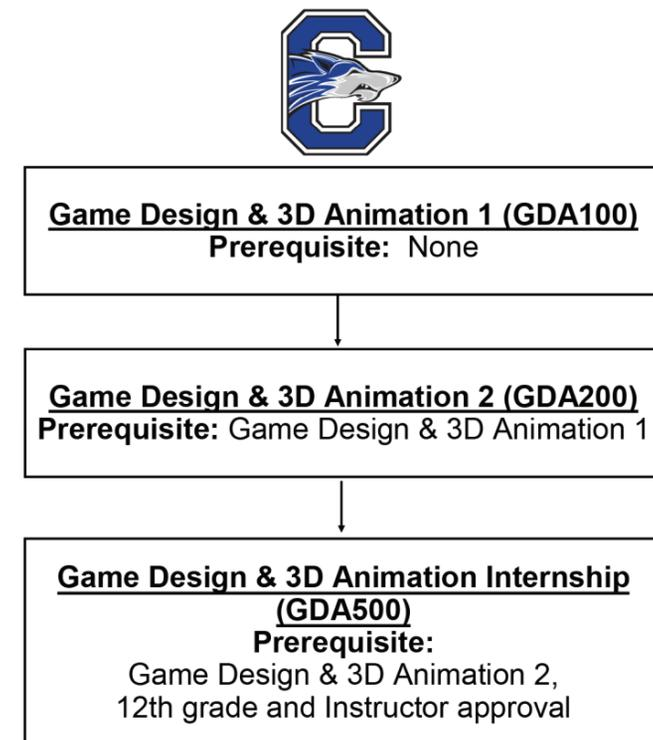 C
Game Design & 3D Animation 1 (GDA100)
Prerequisite: None
Game Design & 3D Animation 2 (GDA200)
Prerequisite: Game Design & 3D Animation 1
Game Design & 3D Animation Internship
(GDA500)
Prerequisite:
Game Design & 3D Animation 2,
12th grade and Instructor approval